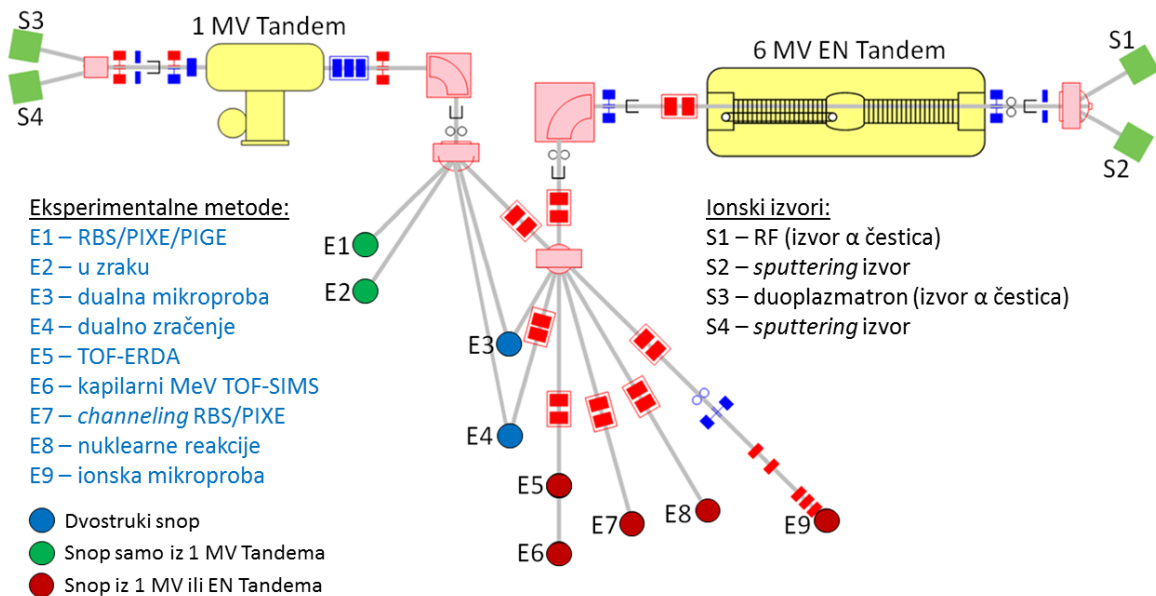 S3
1 MV Tandem
S4
6 MV EN Tandem
S1
S2
Eksperimentalne metode:
E1 – RBS/PIXE/PIGE
E2 – u zraku
E3 – dualna mikroproba
E4 – dualno zračenje
E5 – TOF-ERDA
E6 – kapilarni MeV TOF-SIMS
E7 – channeling RBS/PIXE
E8 – nuklearne reakcije
E9 – ionska mikroproba
Dvostruki snop
Snop samo iz 1 MV Tandema
Snop iz 1 MV ili EN Tandema
Ionski izvori:
S1 – RF (izvor α čestica)
S2 – sputtering izvor
S3 – duoplazmatron (izvor α čestica)
S4 – sputtering izvor
E1
E2
E3
E4
E5
E6
E7
E8
E9